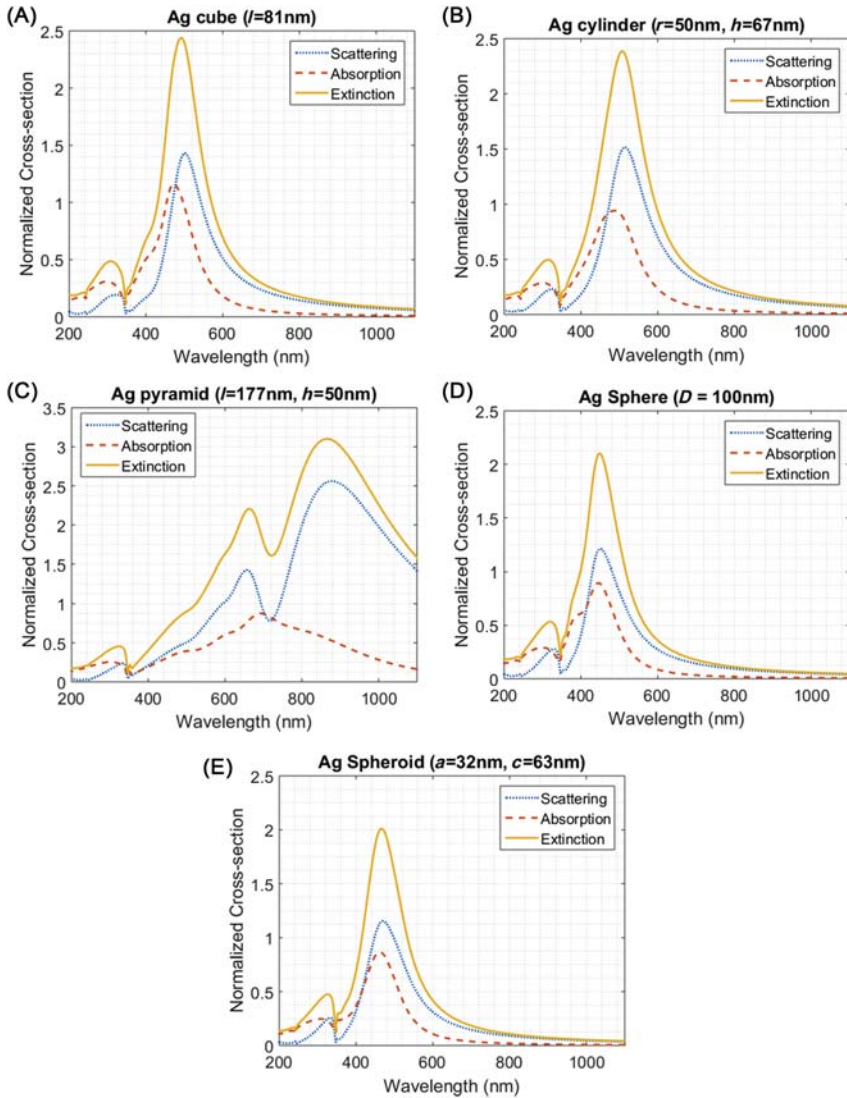 (A)
Ag cube (l=81nm)
2.5
2
1.5
1
0.5
0
Normalized Cross-section
Scattering
Absorption
Extinction
200 400 600 800 1000
Wavelength (nm)
(B)
Ag cylinder (r=50nm, h=67nm)
2.5
2
1.5
1
0.5
0
Normalized Cross-section
Scattering
Absorption
Extinction
200 400 600 800 1000
Wavelength (nm)
(C)
Ag pyramid (l=177nm, h=50nm)
3.5
3
2.5
2
1.5
1
0.5
0
Normalized Cross-section
Scattering
Absorption
Extinction
200 400 600 800 1000
Wavelength (nm)
(D)
Ag Sphere (D = 100nm)
2.5
2
1.5
1
0.5
0
Normalized Cross-section
Scattering
Absorption
Extinction
200 400 600 800 1000
Wavelength (nm)
(E)
Ag Spheroid (a=32nm, c=63nm)
2.5
2
1.5
1
0.5
0
Normalized Cross-section
Scattering
Absorption
Extinction
200 400 600 800 1000
Wavelength (nm)